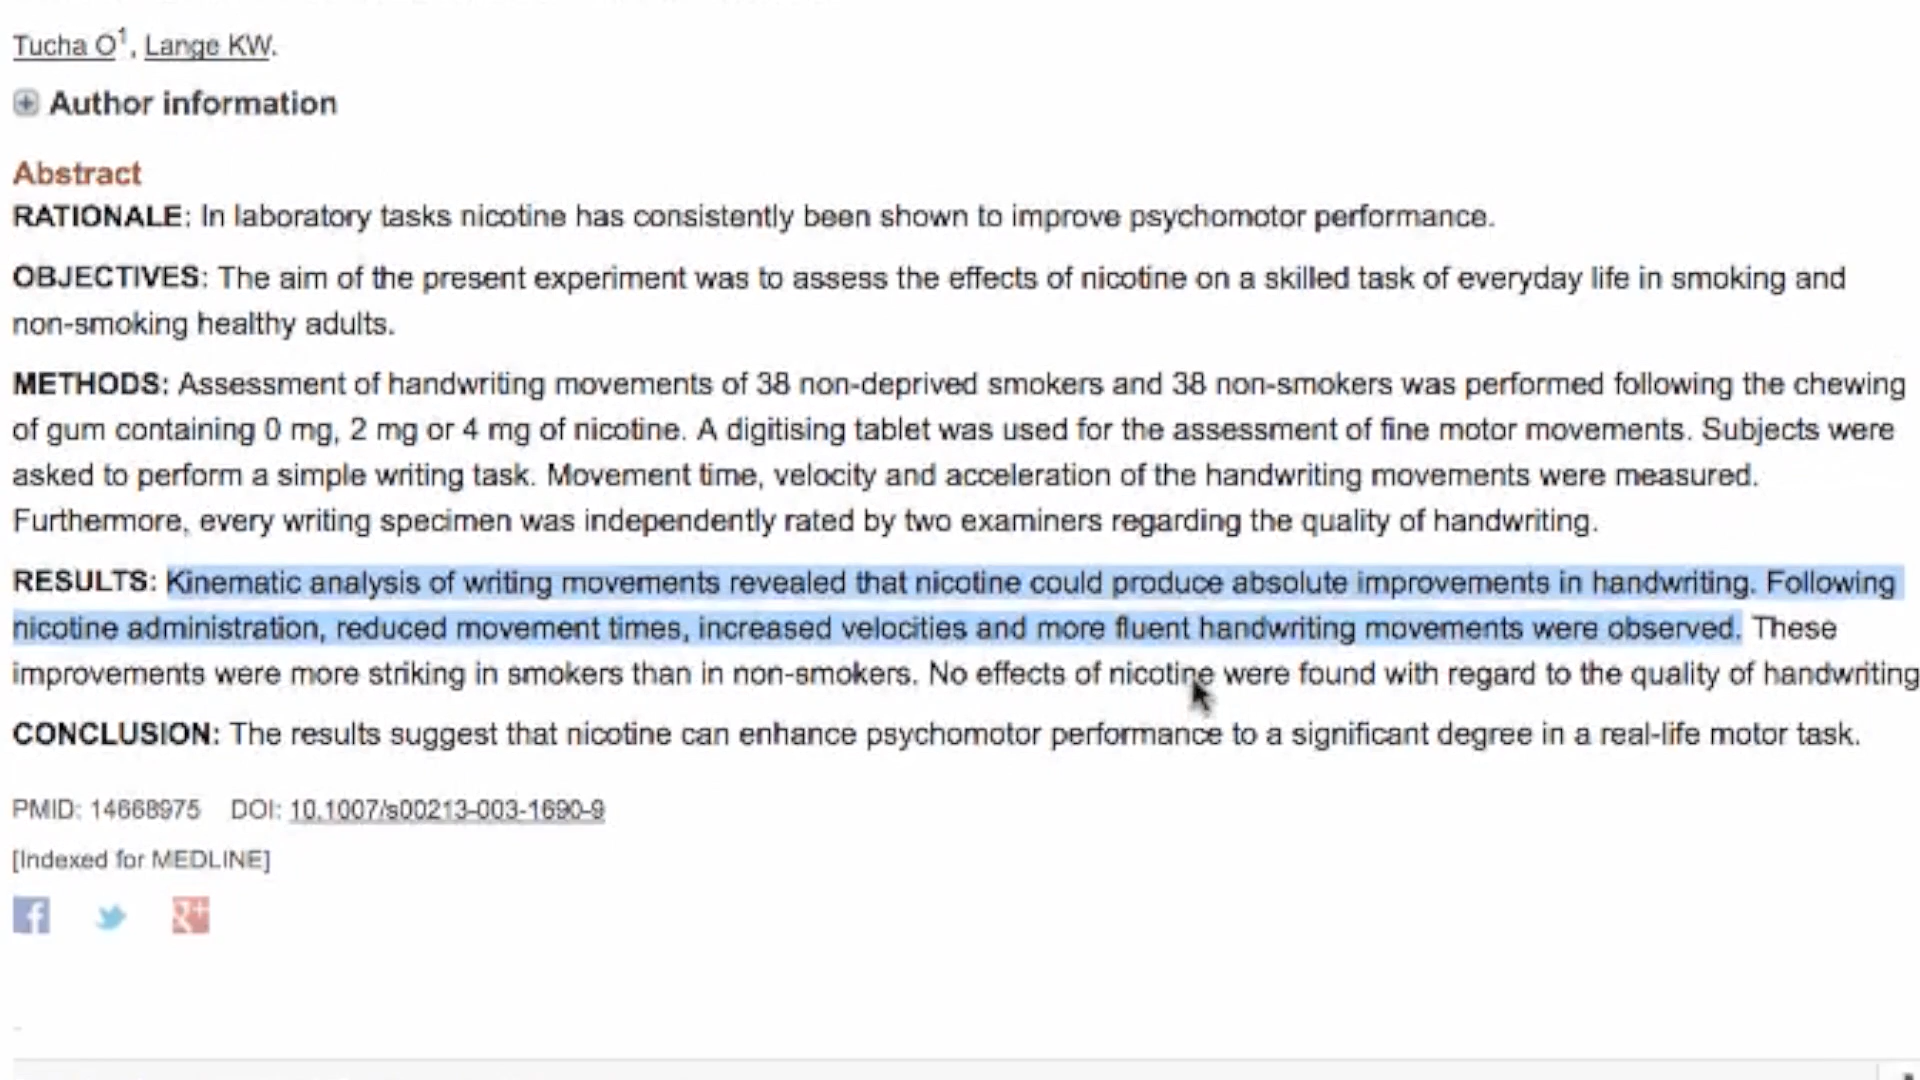 Tucha O1, Lange KW.
Author information
Abstract
RATIONALE: In laboratory tasks nicotine has consistently been shown to improve psychomotor performance.
OBJECTIVES: The aim of the present experiment was to assess the effects of nicotine on a skilled task of everyday life in smoking and
non-smoking healthy adults.
METHODS: Assessment of handwriting movements of 38 non-deprived smokers and 38 non-smokers was performed following the chewing
of gum containing 0 mg, 2 mg or 4 mg of nicotine. A digitising tablet was used for the assessment of fine motor movements. Subjects were
asked to perform a simple writing task. Movement time, velocity and acceleration of the handwriting movements were measured.
Furthermore, every writing specimen was independently rated by two examiners regarding the quality of handwriting.
RESULTS: Kinematic analysis of writing movements revealed that nicotine could produce absolute improvements in handwriting. Following
nicotine administration, reduced movement times, increased velocities and more fluent handwriting movements were observed. These
improvements were more striking in smokers than in non-smokers. No effects of nicotine were found with regard to the quality of handwriting
CONCLUSION: The results suggest that nicotine can enhance psychomotor performance to a significant degree in a real-life motor task.
PMID: 14668975 DOI: 10.1007/s00213-003-1690-9
[Indexed for MEDLINE]
f
g+